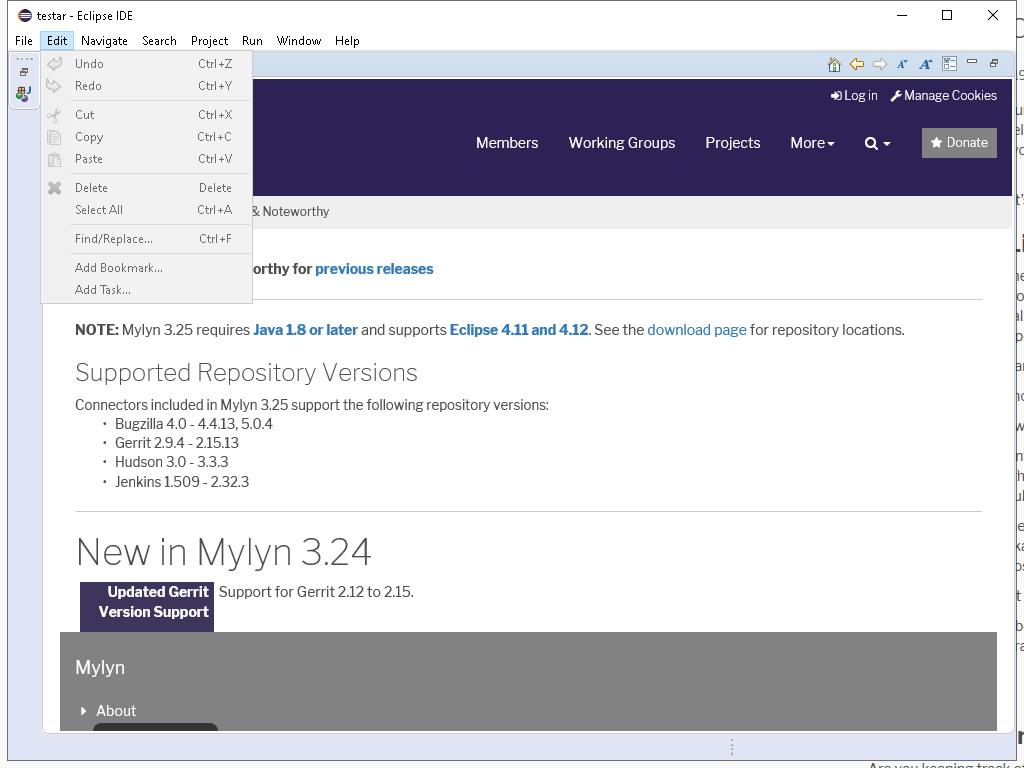 testar - Eclipse IDE
File Edit Navigate Search Project Run Window Help
Undo Ctrl+Z
Redo Ctrl+Y
Cut Ctrl+X
Copy Ctrl+C
Paste Ctrl+V
Delete Delete
Select All Ctrl+A
Find/Replace... Ctrl+F
Add Bookmark...
Add Task...
Log in Manage Cookies
Members Working Groups Projects More Donate
& Noteworthy
orthy for previous releases
NOTE: Mylyn 3.25 requires Java 1.8 or later and supports Eclipse 4.11 and 4.12. See the download page for repository locations.
Supported Repository Versions
Connectors included in Mylyn 3.25 support the following repository versions:
· Bugzilla 4.0 - 4.4.13, 5.0.4
· Gerrit 2.9.4 - 2.15.13
· Hudson 3.0 - 3.3.3
· Jenkins 1.509 - 2.32.3
New in Mylyn 3.24
Updated Gerrit Support for Gerrit 2.12 to 2.15.
Version Support
Mylyn
About